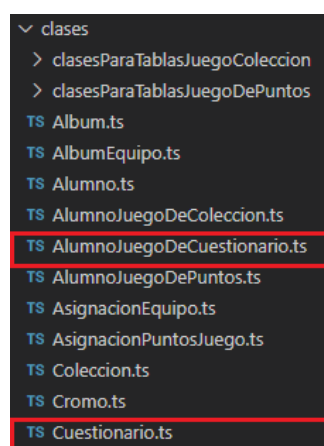 clases
clasesParaTablasJuegoColeccion
clasesParaTablasJuegoDePuntos
TS Album.ts
TS AlbumEquipo.ts
TS Alumno.ts
TS AlumnoJuegoDeColeccion.ts
TS AlumnoJuegoDeCuestionario.ts
TS AlumnoJuegoDePuntos.ts
TS AsignacionEquipo.ts
TS AsignacionPuntosJuego.ts
TS Coleccion.ts
TS Cromo.ts
TS Cuestionario.ts